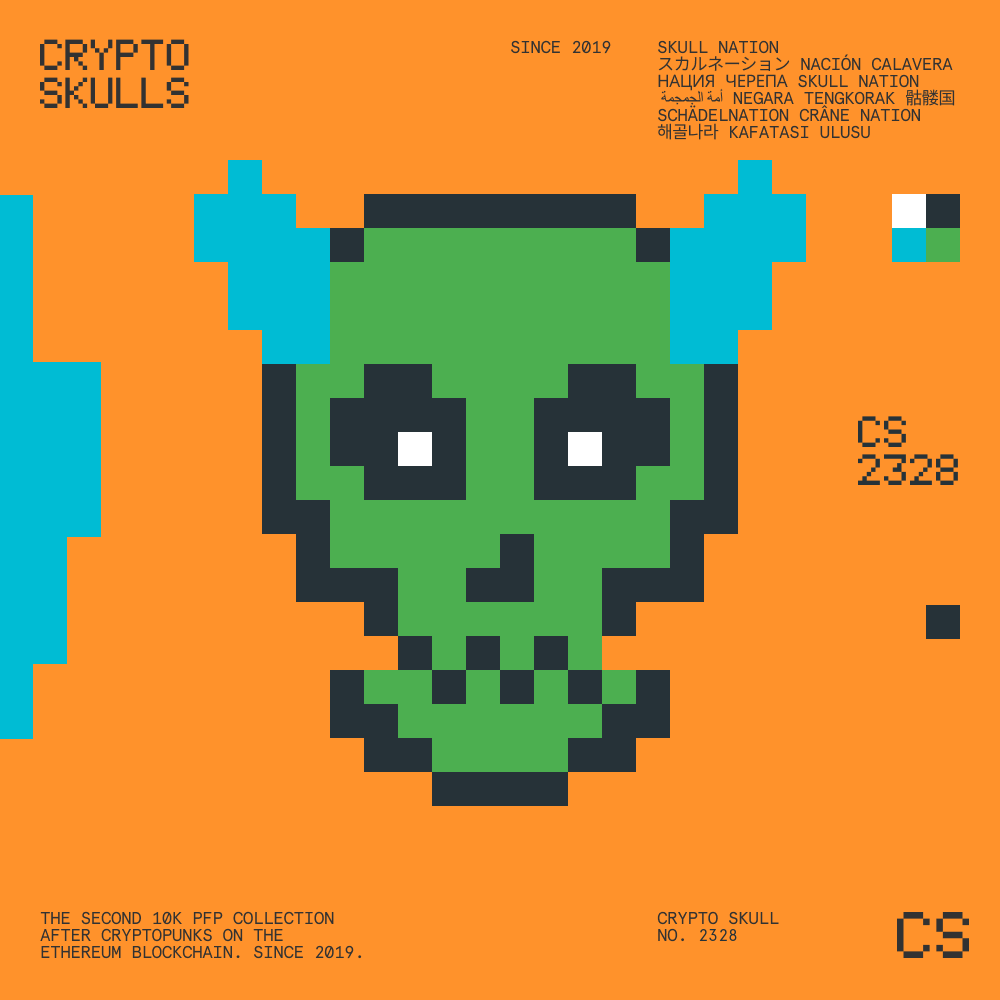 CRYPTO
SKULLS
SINCE 2019
SKULL NATION
スカルネーション NACIÓN CALAVERA
НАЦИЯ ЧЕРЕПА SKULL NATION
أمة الجمجمة NEGARA TENGKORAK 骷髅国
SCHÄDELNATION CRÂNE NATION
해골나라 KAFATASI ULUSU
CS
2328
THE SECOND 10K PFP COLLECTION
AFTER CRYPTOPUNKS ON THE
ETHEREUM BLOCKCHAIN. SINCE 2019.
CRYPTO SKULL
NO. 2328
CS